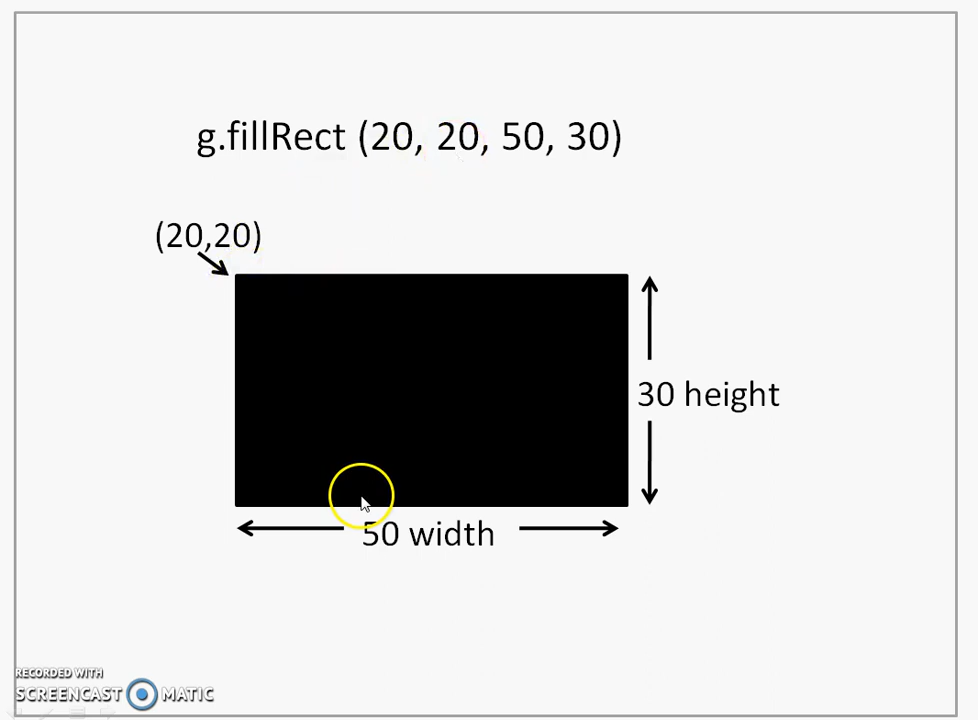 g.fillRect (20, 20, 50, 30)
(20,20)
30 height
50 width
RECORDED WITH
SCREENCAST MATIC